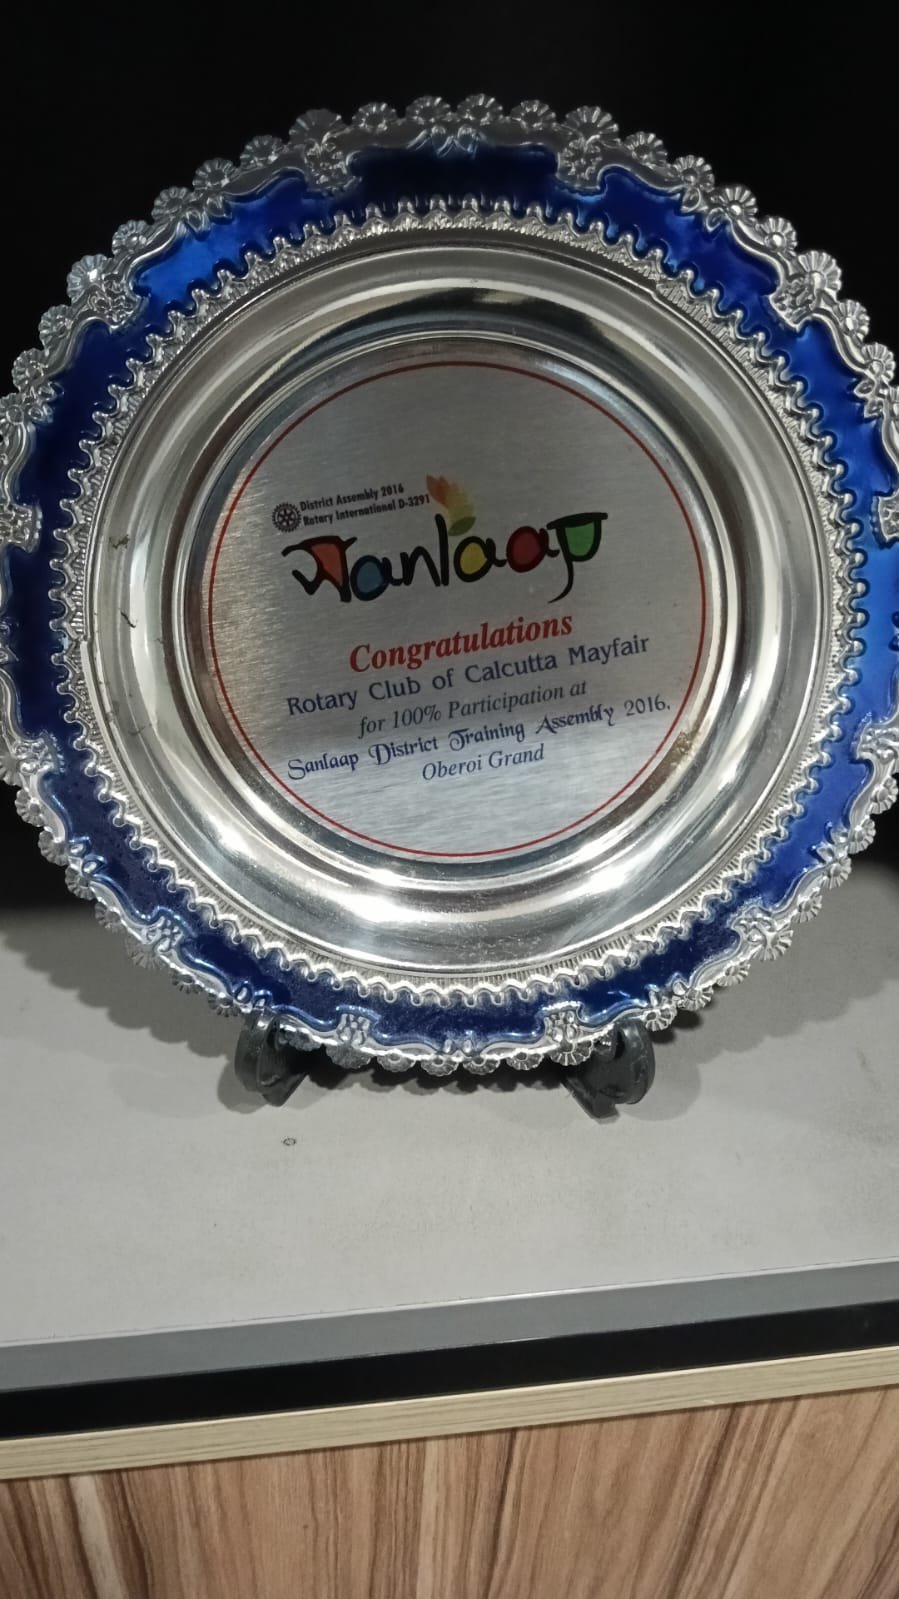 District Assembly 2016
Rotary International D-3291
সanlaap
Congratulations
Rotary Club of Calcutta Mayfair
for 100% Participation at
Sanlaap District Training Assembly 2016,
Oberoi Grand